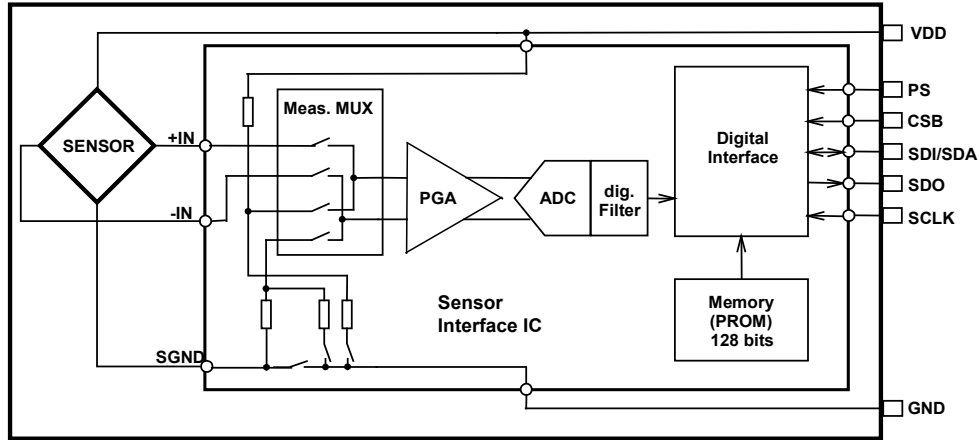 VDD
PS
Meas. MUX
+IN
SENSOR
CSB
Digital
Interface
SDI/SDA
PGA
ADC
dig.
Filter
SDO
-IN
SCLK
Sensor
Interface IC
Memory
(PROM)
128 bits
SGND
GND